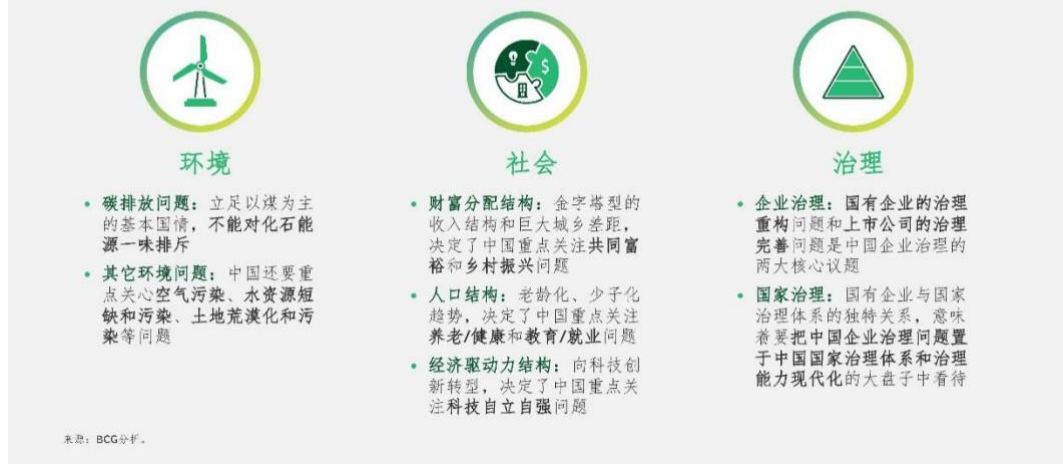 环境
• 碳排放问题：立足以煤为主
的基本国情，不能对化石能
源一味排斥
• 其它环境问题：中国还要重
点关心空气污染、水资源短
缺和污染、土地荒漠化和污
染等问题
社会
• 财富分配结构：金字塔型的
收入结构和巨大城乡差距，
决定了中国重点关注共同富
裕和乡村振兴问题
• 人口结构：老龄化、少子化
趋势，决定了中国重点关注
养老/健康和教育/就业问题
• 经济驱动力结构：向科技创
新转型，决定了中国重点关
注科技自立自强问题
治理
• 企业治理：国有企业的治理
重构问题和上市公司的治理
完善问题是中国企业治理的
两大核心议题
• 国家治理：国有企业与国家
治理体系的独特关系，意味
着要把中国企业治理问题置
于中国国家治理体系和治理
能力现代化的大盘子中看待
$
来源：BCG分析。